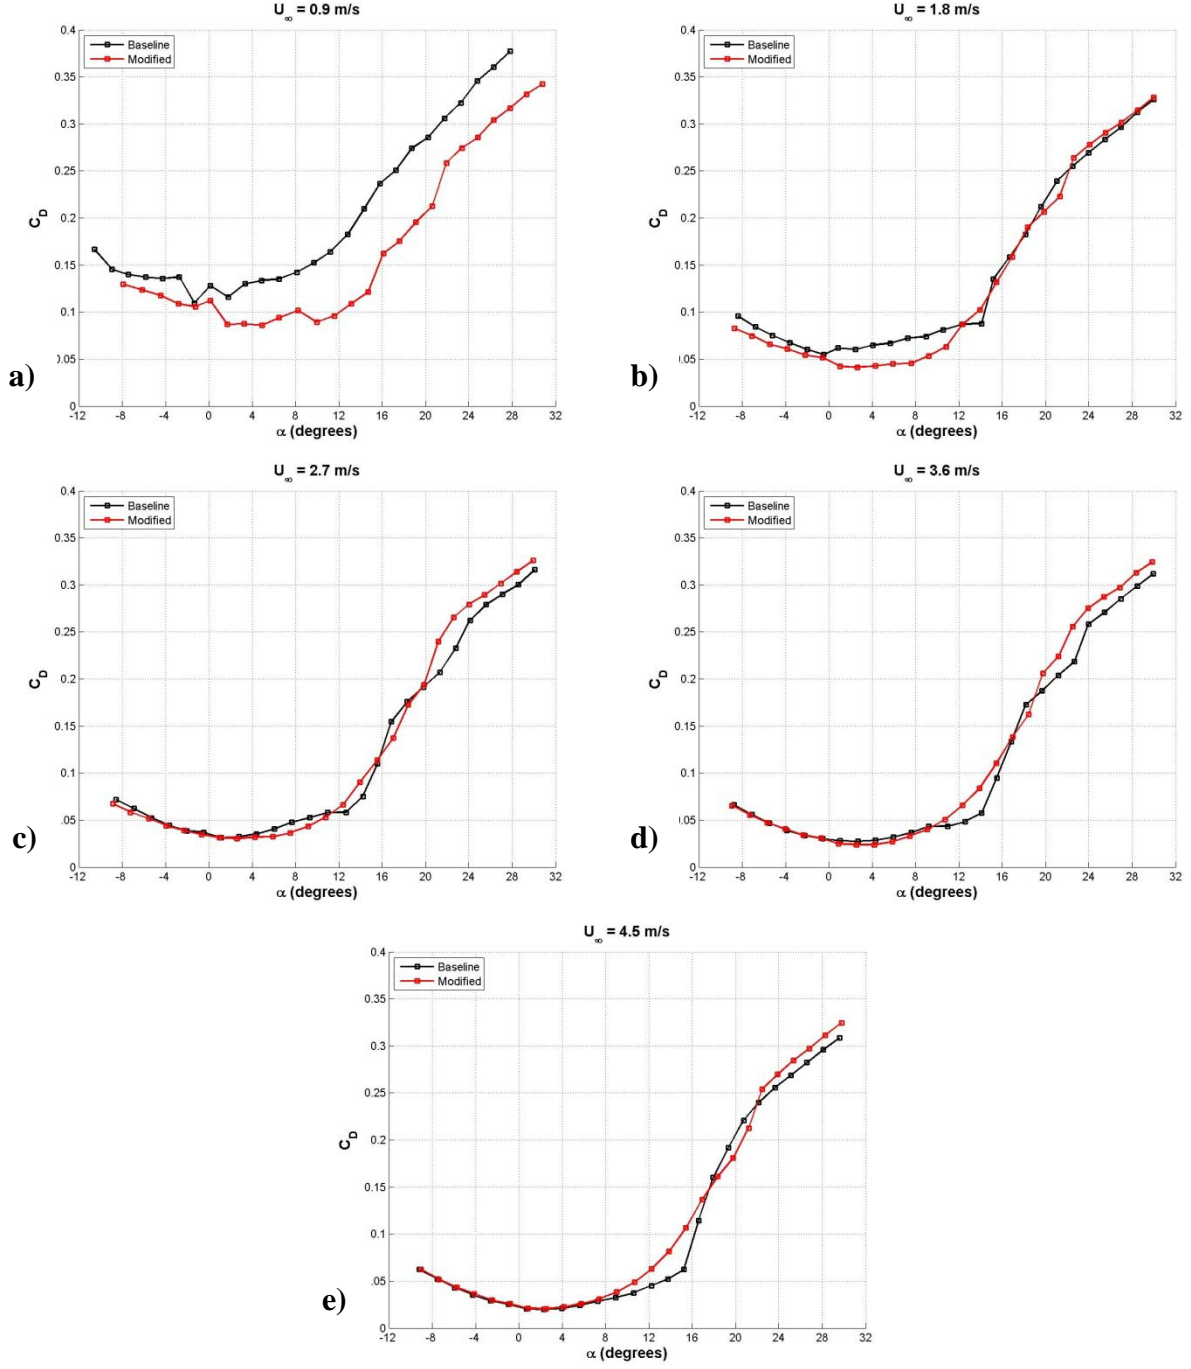 U∞ = 0.9 m/s
Baseline
Modified
0.4
0.35
0.3
0.25
0.2
0.15
0.1
0.05
0
C_D
-12 -8 -4 0 4 8 12 16 20 24 28 32
α (degrees)
a)
U∞ = 1.8 m/s
Baseline
Modified
0.4
0.35
0.3
0.25
0.2
0.15
0.1
0.05
0
C_D
-12 -8 -4 0 4 8 12 16 20 24 28 32
α (degrees)
b)
U∞ = 2.7 m/s
Baseline
Modified
0.4
0.35
0.3
0.25
0.2
0.15
0.1
.05
0
C_D
-12 -8 -4 0 4 8 12 16 20 24 28 32
α (degrees)
c)
U∞ = 3.6 m/s
Baseline
Modified
0.4
0.35
0.3
0.25
0.2
0.15
0.1
.05
0
C_D
-12 -8 -4 0 4 8 12 16 20 24 28 32
α (degrees)
d)
U∞ = 4.5 m/s
Baseline
Modified
0.4
0.35
0.3
0.25
0.2
0.15
0.1
.05
0
C_D
-12 -8 -4 0 4 8 12 16 20 24 28 32
α (degrees)
e)